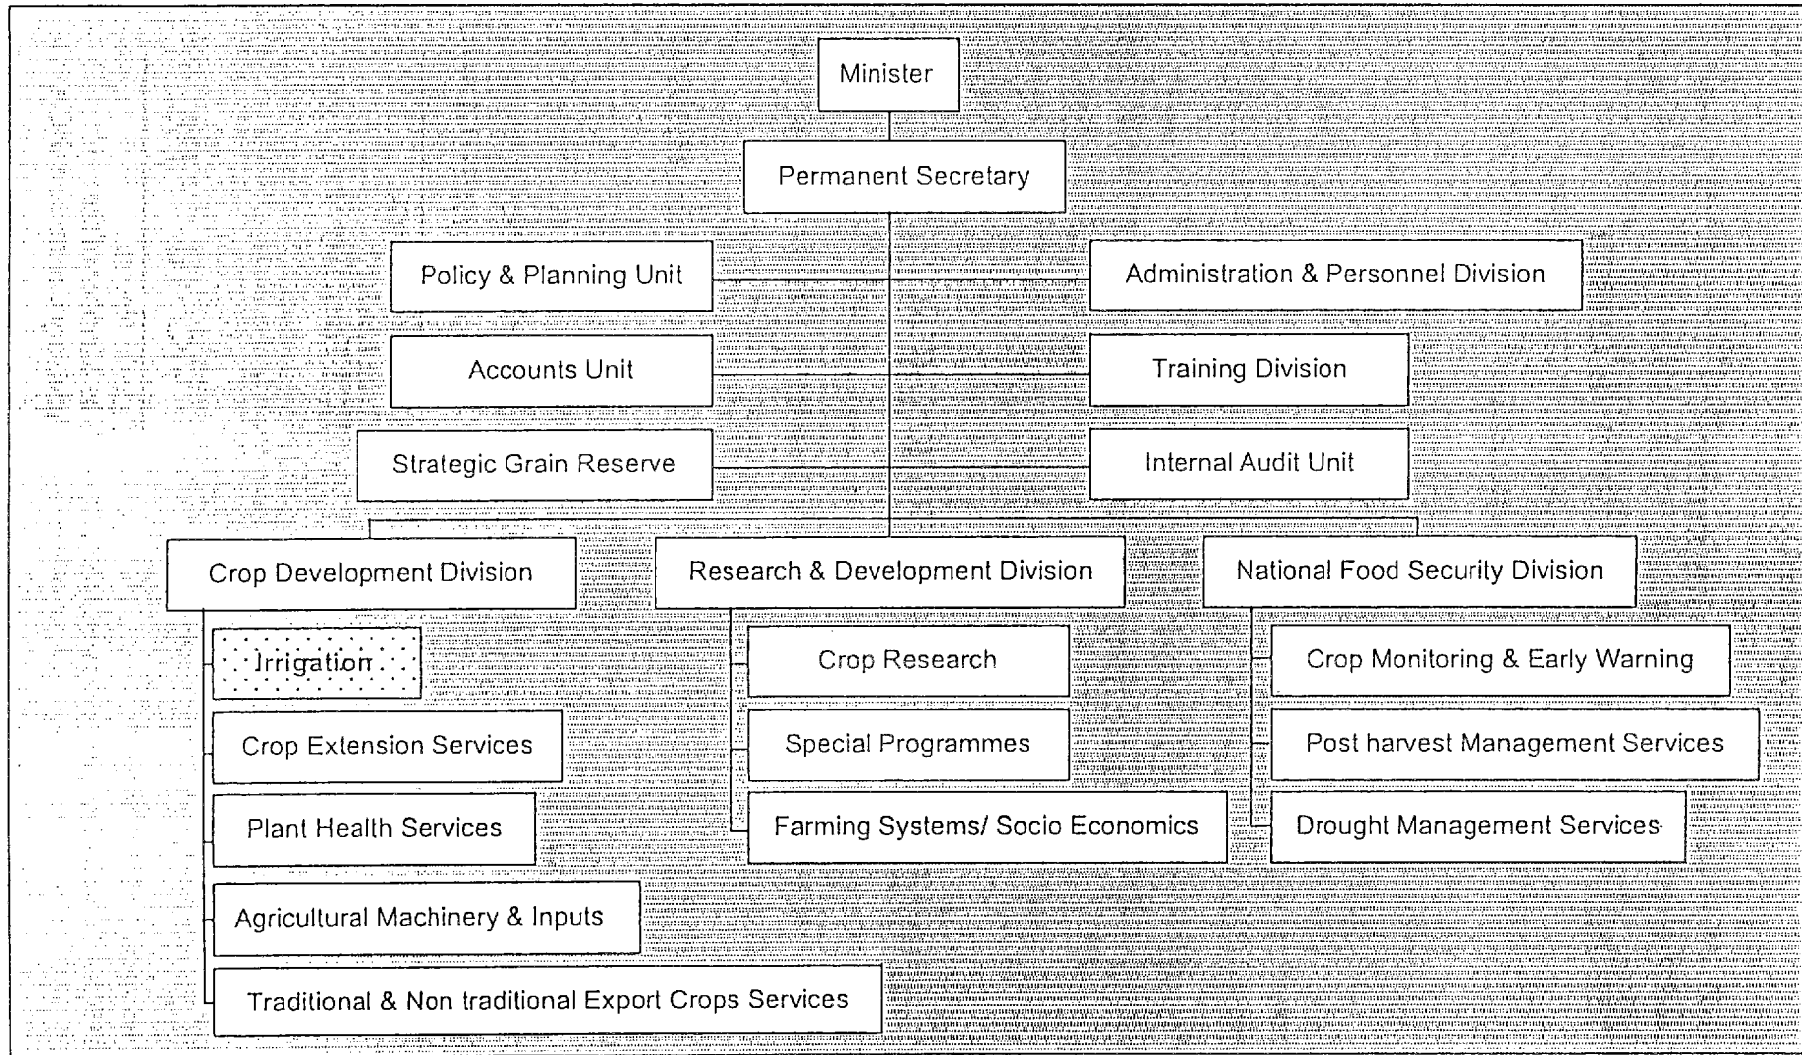 Minister
Permanent Secretary
Policy & Planning Unit
Administration & Personnel Division
Accounts Unit
Training Division
Strategic Grain Reserve
Internal Audit Unit
Crop Development Division
Research & Development Division
National Food Security Division
Irrigation
Crop Research
Crop Monitoring & Early Warning
Crop Extension Services
Special Programmes
Post harvest Management Services
Plant Health Services
Farming Systems/ Socio Economics
Drought Management Services
Agricultural Machinery & Inputs
Traditional & Non traditional Export Crops Services